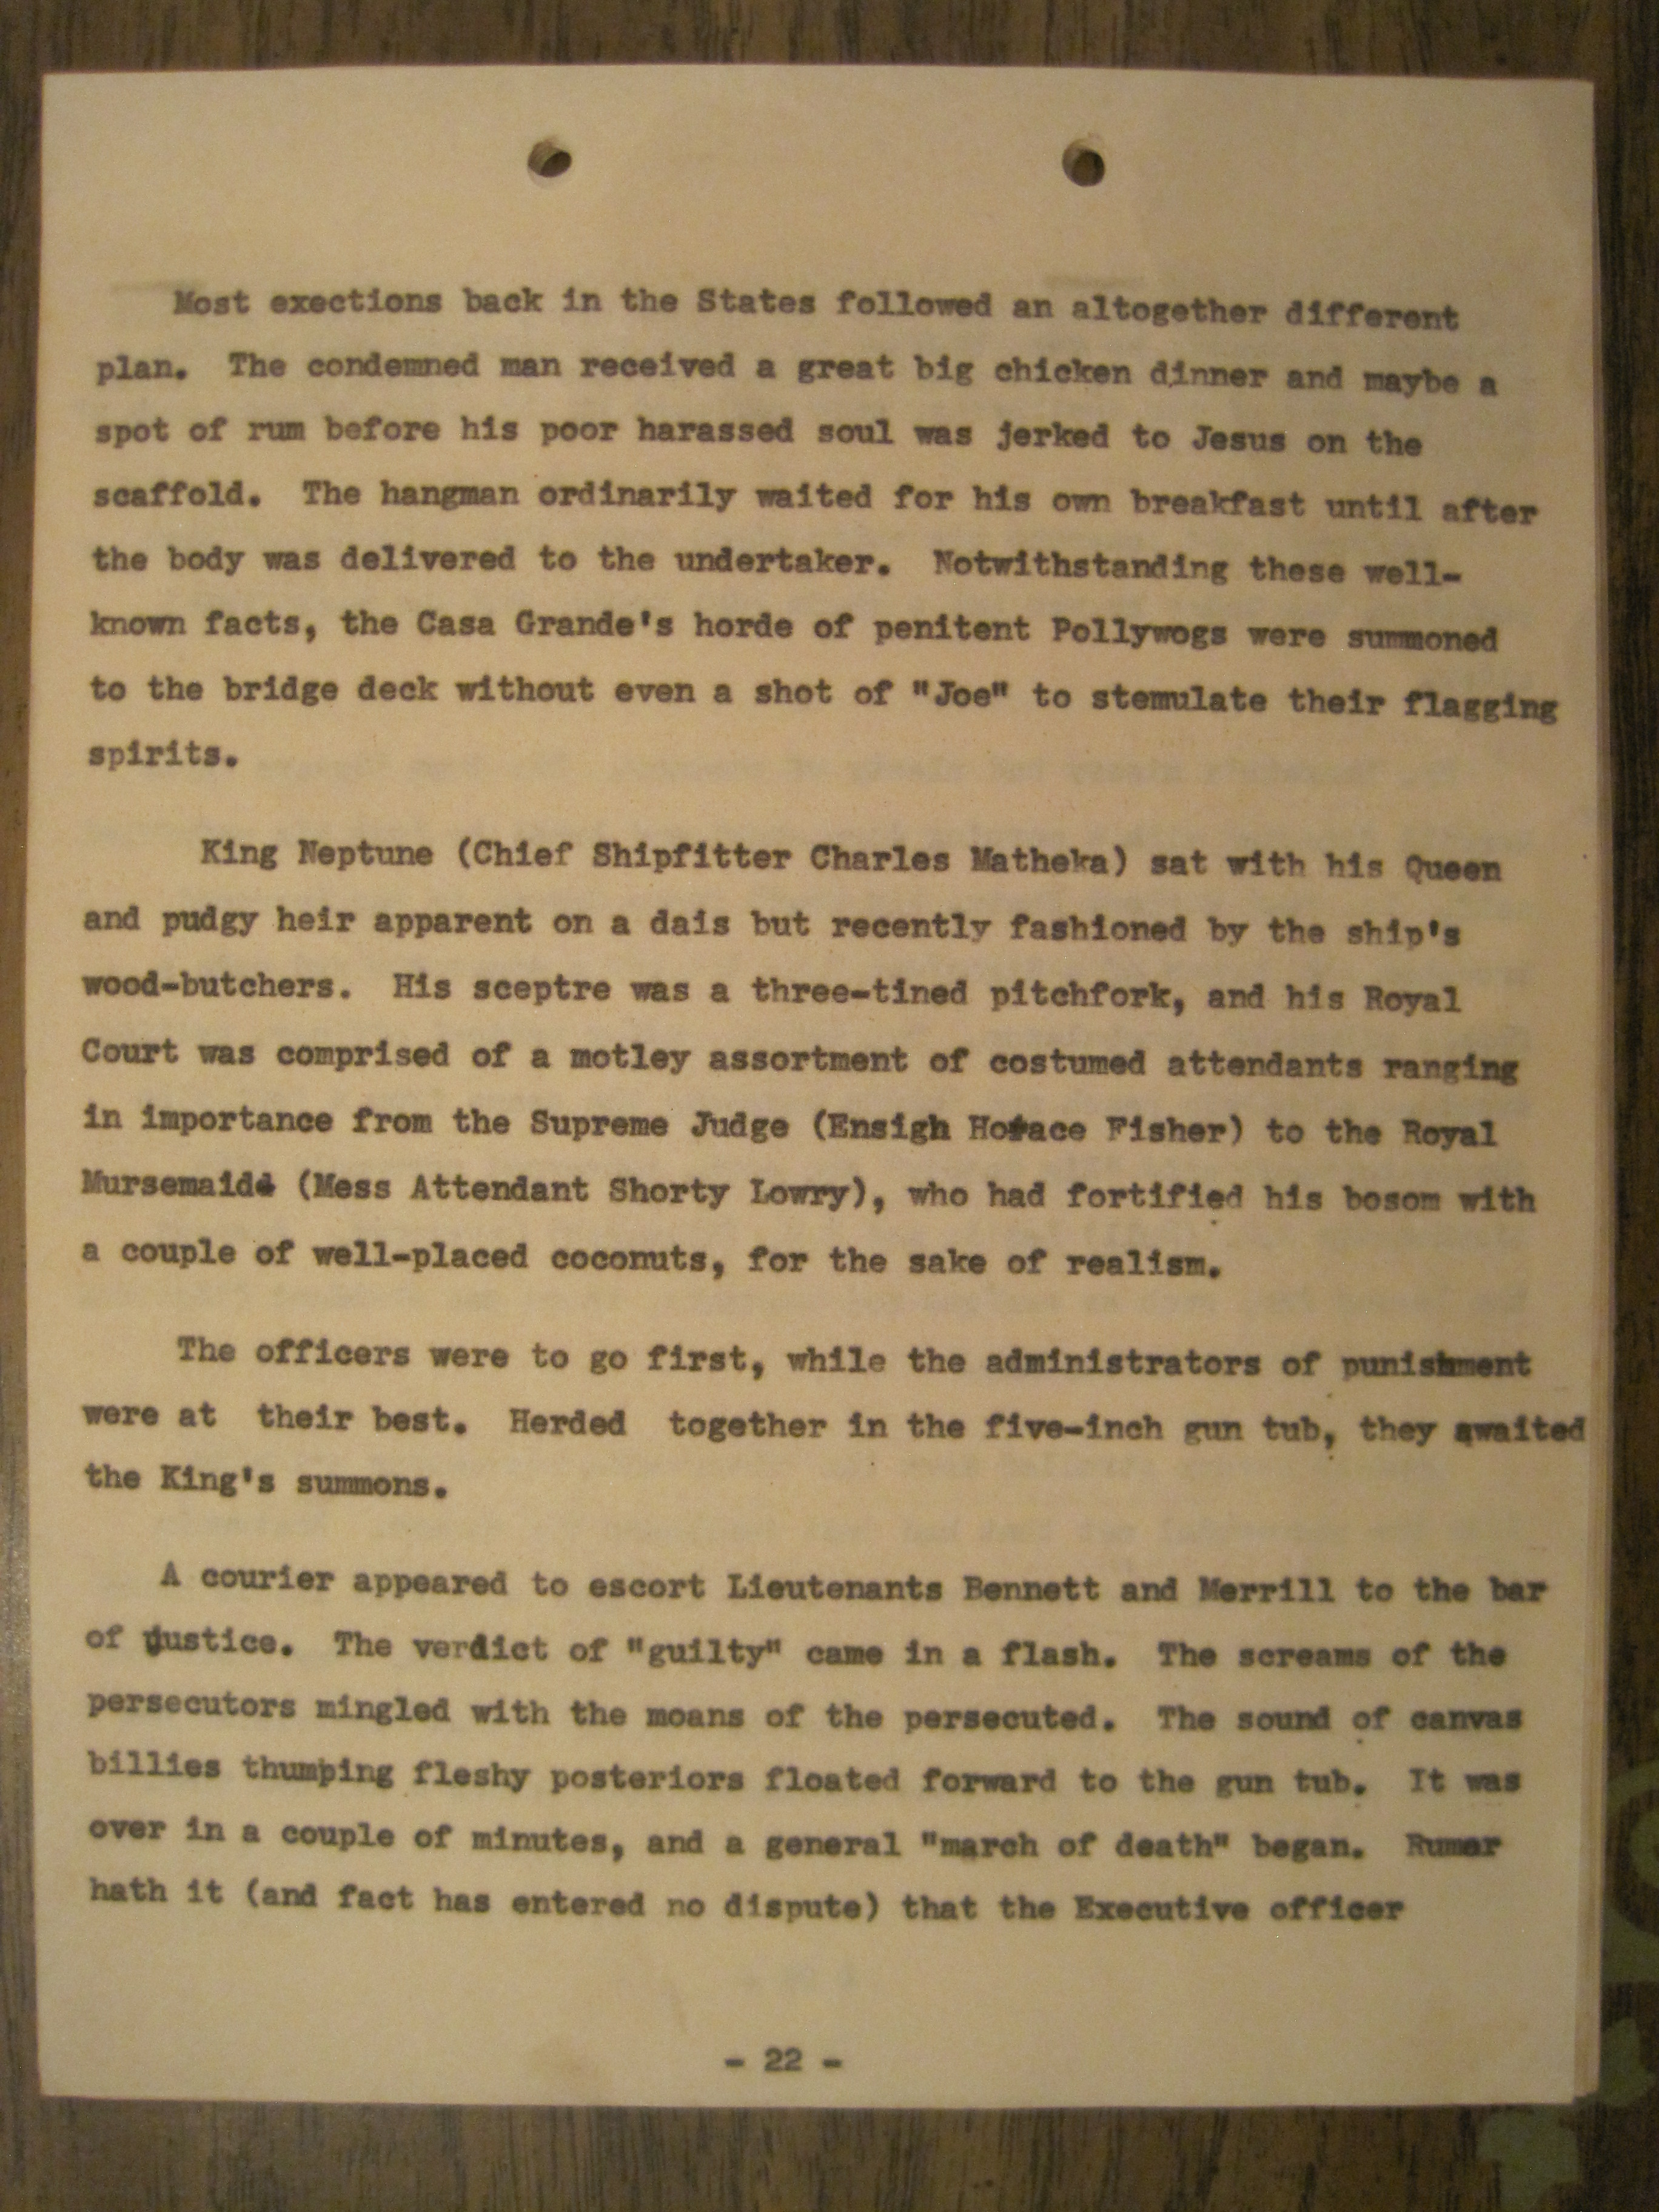 Most exections back in the States followed an altogether different
plan. The condemned man received a great big chicken dinner and maybe a
spot of rum before his poor harassed soul was jerked to Jesus on the
scaffold. The hangman ordinarily waited for his own breakfast until after
the body was delivered to the undertaker. Notwithstanding these well-
known facts, the Casa Grande's horde of penitent Pollywogs were summoned
to the bridge deck without even a shot of "Joe" to stemulate their flagging
spirits.
King Neptune (Chief Shipfitter Charles Matheka) sat with his Queen
and pudgy heir apparent on a dais but recently fashioned by the ship's
wood-butchers. His sceptre was a three-tined pitchfork, and his Royal
Court was comprised of a motley assortment of costumed attendants ranging
in importance from the Supreme Judge (Ensigh Horace Fisher) to the Royal
Mursemaid (Mess Attendant Shorty Lowry), who had fortified his bosom with
a couple of well-placed coconuts, for the sake of realism.
The officers were to go first, while the administrators of punishment
were at their best. Herded together in the five-inch gun tub, they awaited
the King's summons.
A courier appeared to escort Lieutenants Bennett and Merrill to the bar
of justice. The verdict of "guilty" came in a flash. The screams of the
persecutors mingled with the moans of the persecuted. The sound of canvas
billies thumping fleshy posteriors floated forward to the gun tub. It was
over in a couple of minutes, and a general "march of death" began. Rumor
hath it (and fact has entered no dispute) that the Executive officer
- 22 -